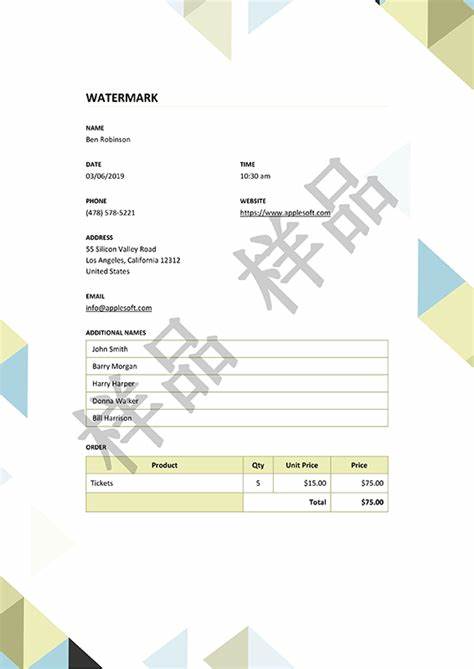 WATERMARK
NAME
Ben Robinson
DATE TIME
03/06/2019 10:30 am
PHONE WEBSITE
(478) 578-5221 https://www.applesoft.com
ADDRESS
55 Silicon Valley Road
Los Angeles, California 12312
United States
EMAIL
info@applesoft.com
ADDITIONAL NAMES
John Smith
Barry Morgan
Harry Harper
Donna Walker
Bill Harrison
ORDER
Product Qty Unit Price Price
Tickets 5 $15.00 $75.00
Total $75.00
样品 样品